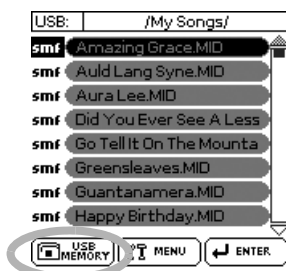 USB: /My Songs/
smf Amazing Grace.MID
smf Auld Lang Syne.MID
smf Aura Lee.MID
smf Did You Ever See A Less
smf Go Tell It On The Mounta
smf Greensleaves.MID
smf Guantanamera.MID
smf Happy Birthday.MID
USB MEMORY MENU ENTER